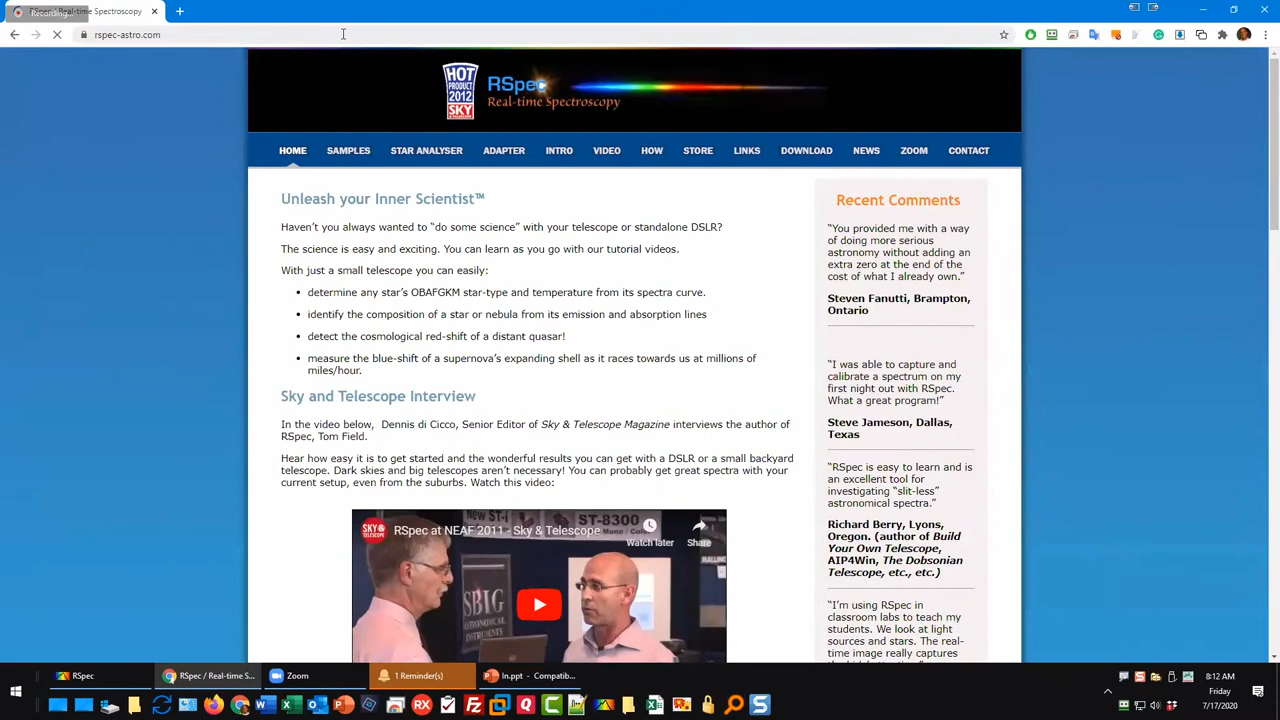 Recording...
RSpec / Real-time Spectroscopy
rspec-astro.com
HOT
PRODUCT
2012
SKY
RSpec
Real-time Spectroscopy
HOME SAMPLES STAR ANALYSER ADAPTER INTRO VIDEO HOW STORE LINKS DOWNLOAD NEWS ZOOM CONTACT
Unleash your Inner Scientist™
Haven’t you always wanted to “do some science” with your telescope or standalone DSLR?
The science is easy and exciting. You can learn as you go with our tutorial videos.
With just a small telescope you can easily:
• determine any star’s OBAFGKM star-type and temperature from its spectra curve.
• identify the composition of a star or nebula from its emission and absorption lines
• detect the cosmological red-shift of a distant quasar!
• measure the blue-shift of a supernova’s expanding shell as it races towards us at millions of
miles/hour.
Sky and Telescope Interview
In the video below, Dennis di Cicco, Senior Editor of Sky & Telescope Magazine interviews the author of
RSpec, Tom Field.
Hear how easy it is to get started and the wonderful results you can get with a DSLR or a small backyard
telescope. Dark skies and big telescopes aren’t necessary! You can probably get great spectra with your
current setup, even from the suburbs. Watch this video:
SKY &
TELESCOPE
RSpec at NEAF 2011 - Sky & Telescope
ST-8300
Watch later
Share
SBIG
Recent Comments
“You provided me with a way
of doing more serious
astronomy without adding an
extra zero at the end of the
cost of what I already own.”
Steven Fanutti, Brampton,
Ontario
“I was able to capture and
calibrate a spectrum on my
first night out with RSpec.
What a great program!”
Steve Jameson, Dallas,
Texas
“RSpec is easy to learn and is
an excellent tool for
investigating “slit-less”
astronomical spectra.”
Richard Berry, Lyons,
Oregon. (author of Build
Your Own Telescope,
AIP4Win, The Dobsonian
Telescope, etc., etc.)
“I’m using RSpec in
classroom labs to teach my
students. We look at light
sources and stars. The real-
time image really captures
RSpec
RSpec / Real-time S...
Zoom
1 Reminder(s)
In.ppt - Compatib...
8:12 AM
Friday
7/17/2020